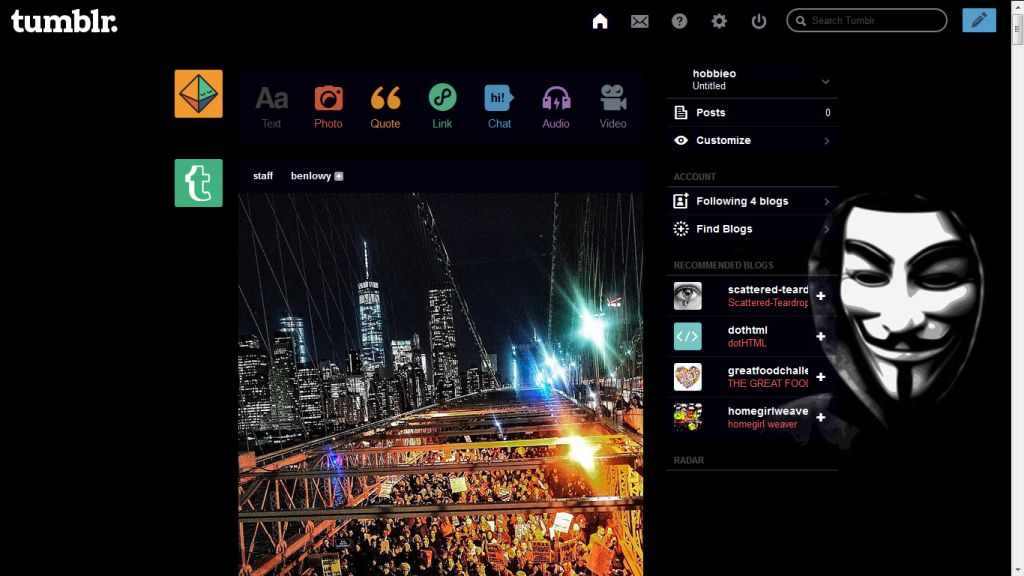 tumblr.
Search Tumblr
Aa
hi!
Text
Photo
Quote
Link
Chat
Audio
Video
staff
benlowy
hobbieo
Untitled
Posts
0
Customize
ACCOUNT
Following 4 blogs
Find Blogs
RECOMMENDED BLOGS
scattered-teard
Scattered-Teardrop
dothtml
dotHTML
greatfoodchalle
THE GREAT FOOD
homegirlweave
homegirl weaver
RADAR